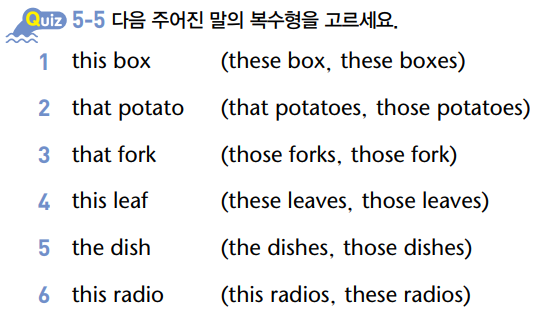 Quiz 5-5 다음 주어진 말의 복수형을 고르세요.
1 this box (these box, these boxes)
2 that potato (that potatoes, those potatoes)
3 that fork (those forks, those fork)
4 this leaf (these leaves, those leaves)
5 the dish (the dishes, those dishes)
6 this radio (this radios, these radios)